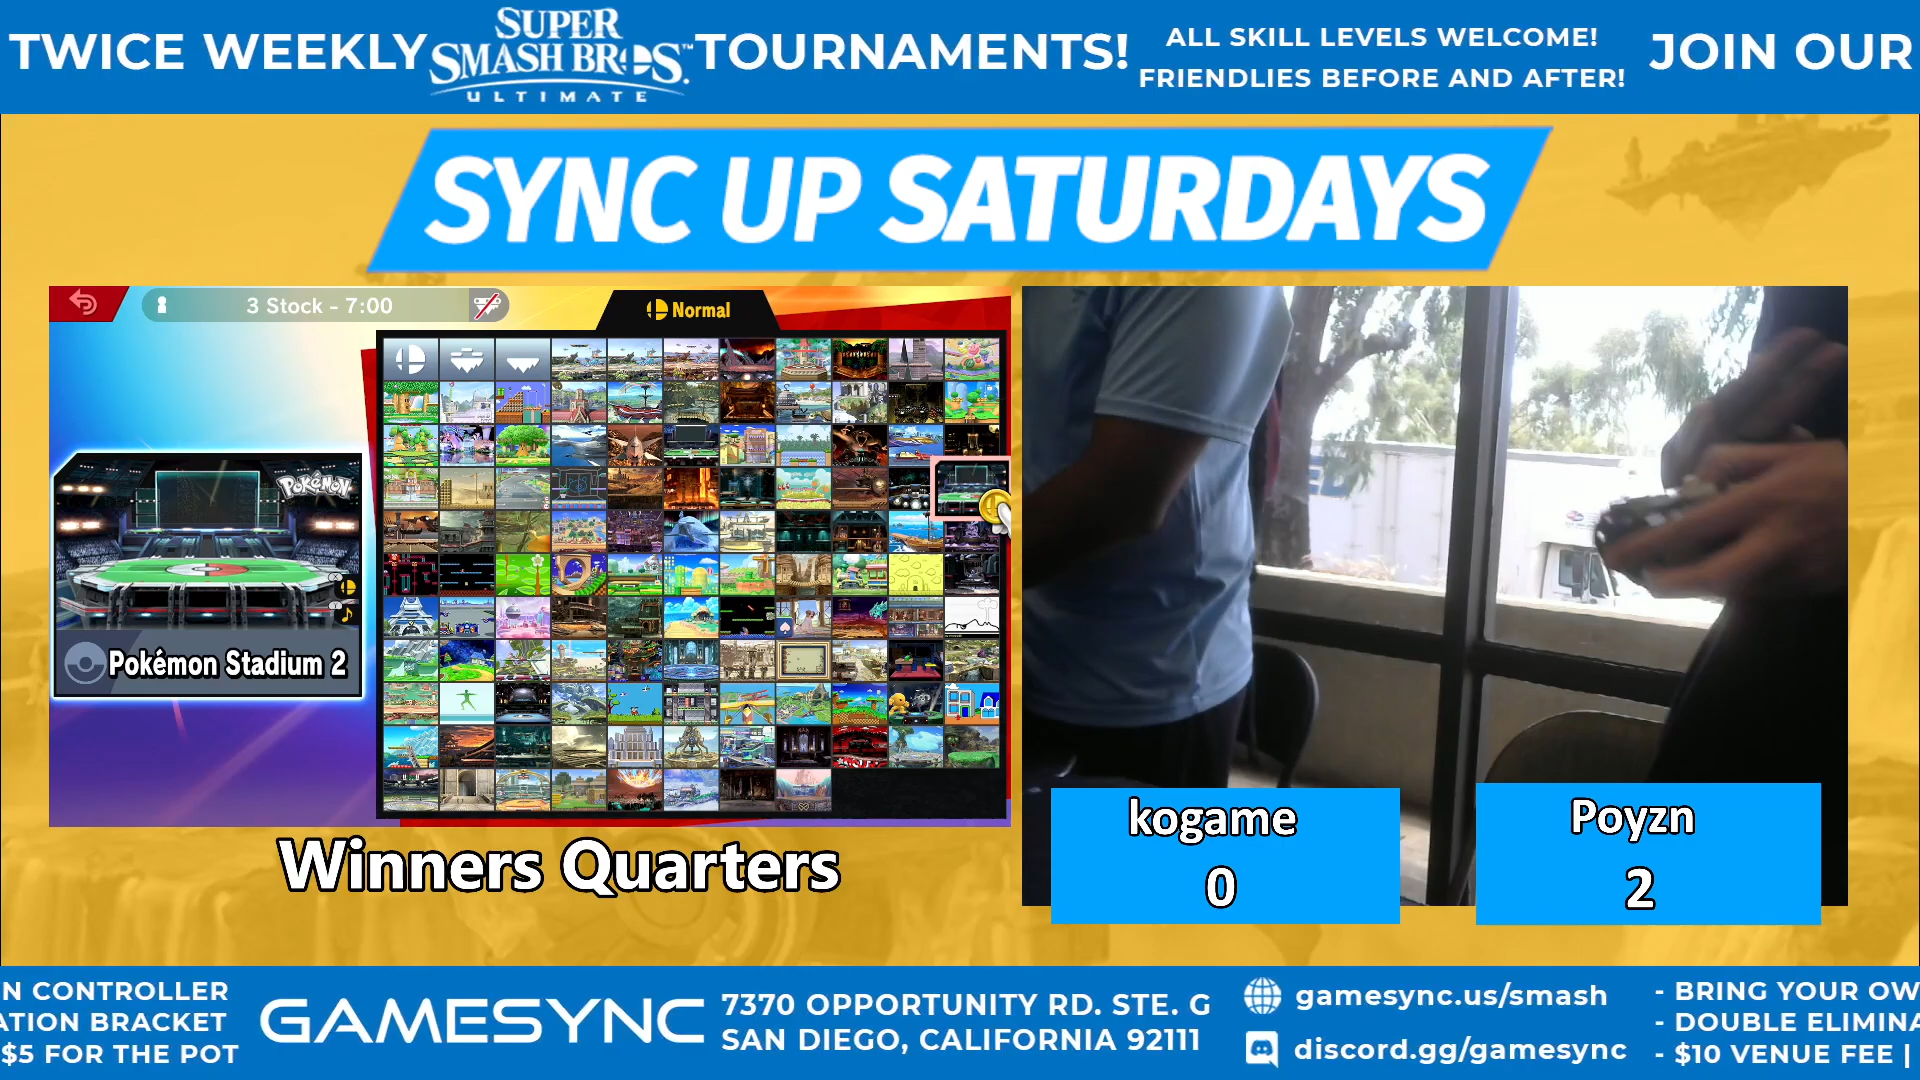 TWICE WEEKLY
SUPER
SMASH BROS.™
ULTIMATE
TOURNAMENTS!
ALL SKILL LEVELS WELCOME!
FRIENDLIES BEFORE AND AFTER!
JOIN OUR
SYNC UP SATURDAYS
3 Stock - 7:00
Normal
POKÉMON
Pokémon Stadium 2
Winners Quarters
kogame
0
Poyzn
2
N CONTROLLER
ATION BRACKET
$5 FOR THE POT
GAMESYNC
7370 OPPORTUNITY RD. STE. G
SAN DIEGO, CALIFORNIA 92111
gamesync.us/smash
discord.gg/gamesync
- BRING YOUR OW
- DOUBLE ELIMINA
- $10 VENUE FEE |